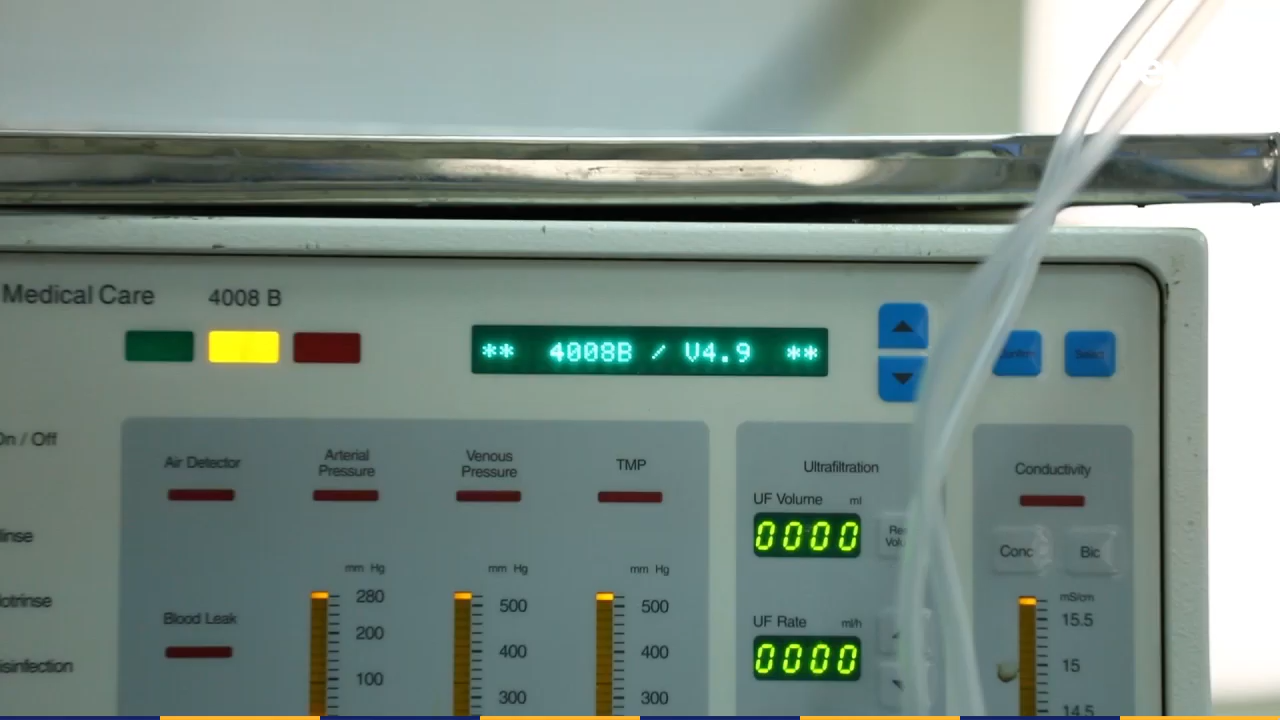 Medical Care 4008 B
** 4008B / V4.9 **
On / Off
Air Detector
Arterial
Pressure
Venous
Pressure
TMP
Ultrafiltration
Conductivity
UF Volume ml
0000
Conc
Bic
mm Hg
mm Hg
mm Hg
mS/cm
280
200
100
500
400
300
500
400
300
15.5
15
14.5
Blood Leak
UF Rate ml/h
0000